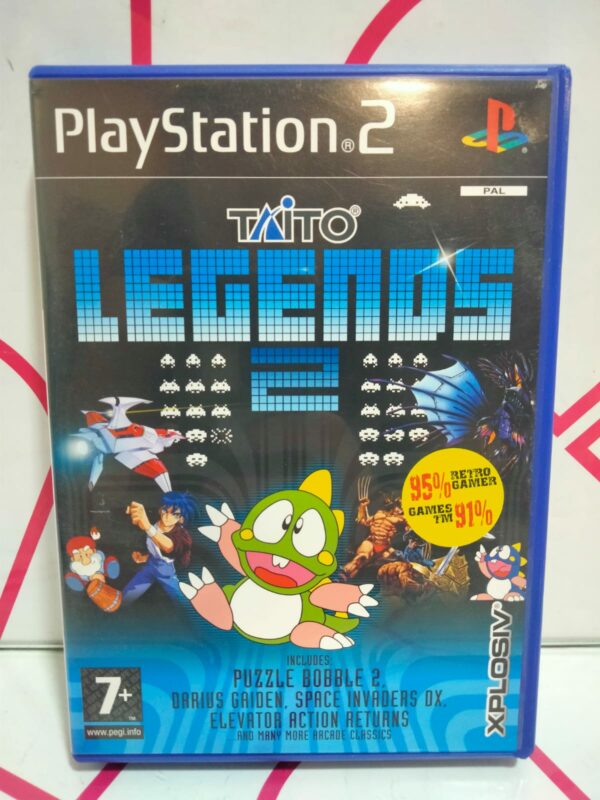 PlayStation®2
PAL
TAITO®
LEGENDS
2
95% RETRO GAMER
GAMES TM 91%
INCLUDES:
PUZZLE BOBBLE 2,
DARIUS GAIDEN, SPACE INVADERS DX,
ELEVATOR ACTION RETURNS
AND MANY MORE ARCADE CLASSICS
7+
TM
www.pegi.info
XPLOSIV